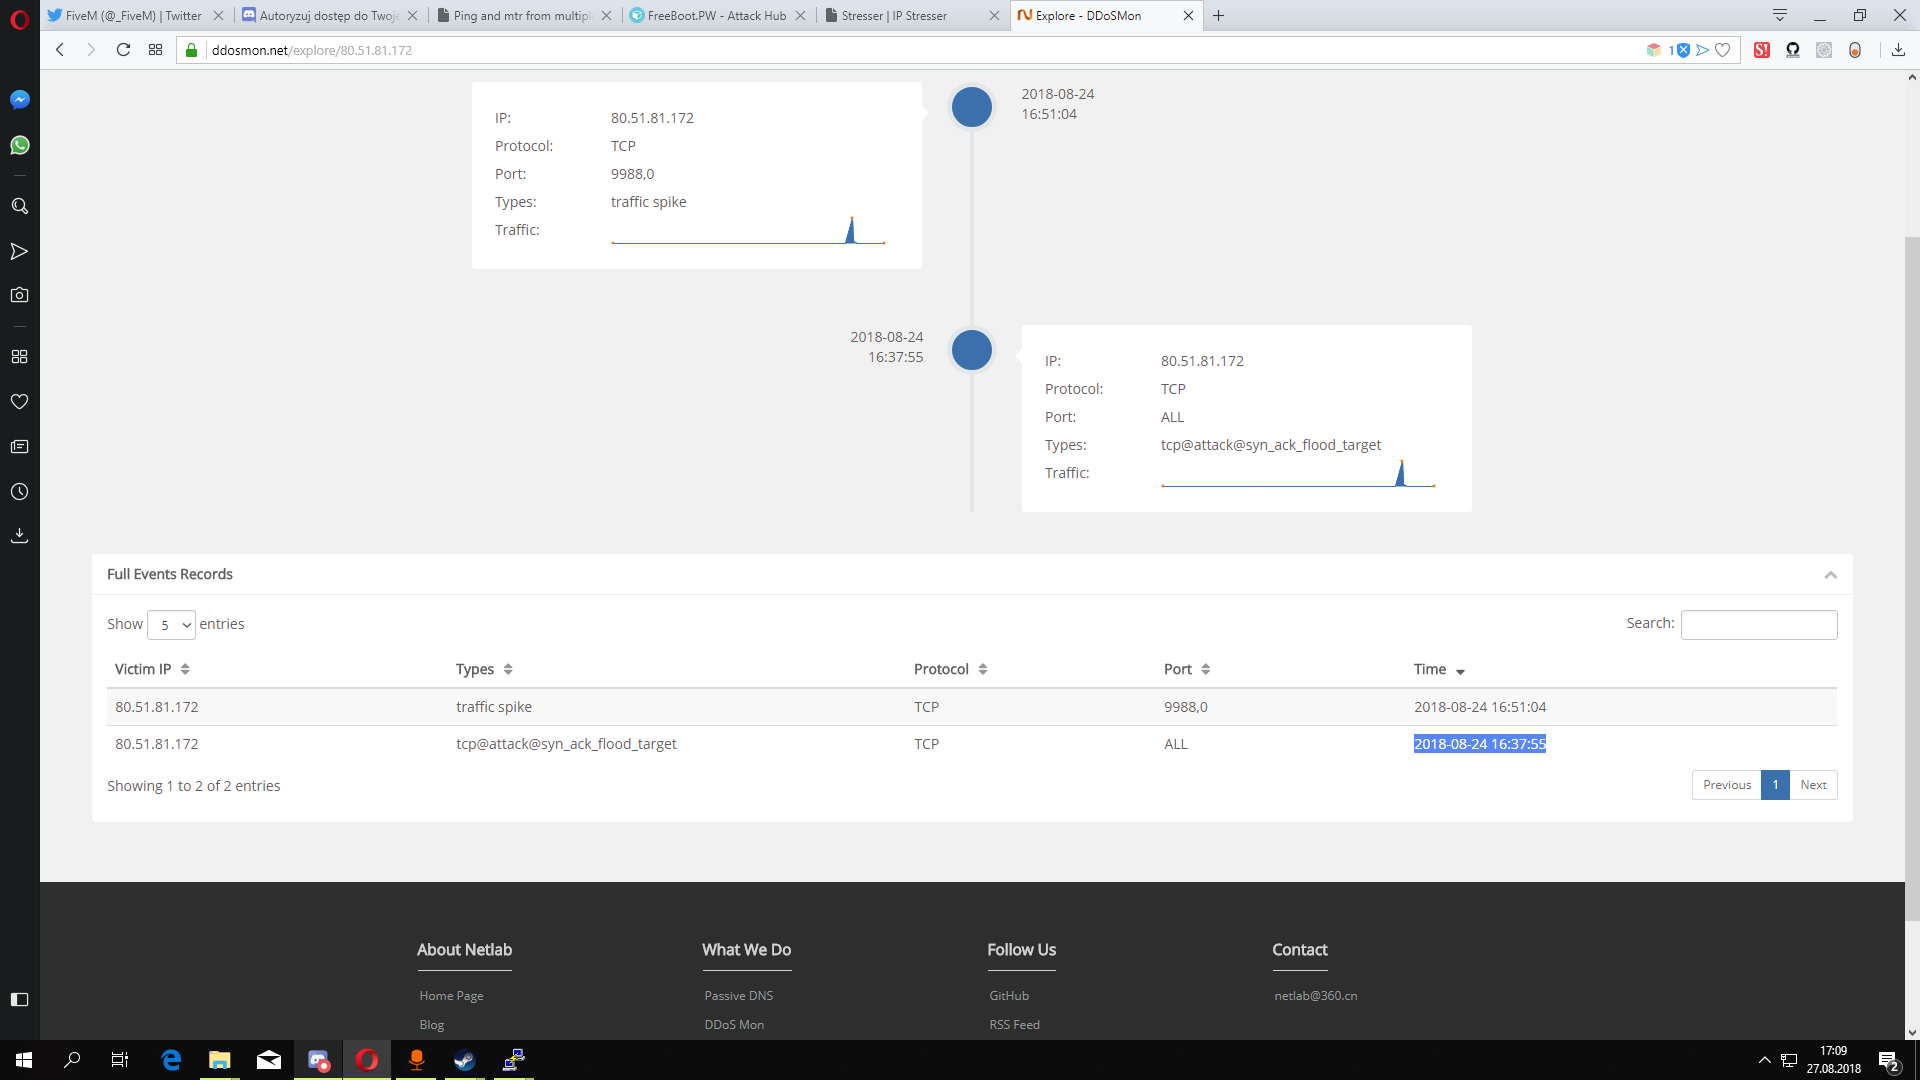 FiveM (@_FiveM) | Twitter
Autoryzuj dostęp do Twoje
Ping and mtr from multipl
FreeBoot.PW - Attack Hub
Stresser | IP Stresser
Explore - DDoSMon
ddosmon.net/explore/80.51.81.172
1
IP: 80.51.81.172
Protocol: TCP
Port: 9988,0
Types: traffic spike
Traffic:
2018-08-24
16:51:04
2018-08-24
16:37:55
IP: 80.51.81.172
Protocol: TCP
Port: ALL
Types: tcp@attack@syn_ack_flood_target
Traffic:
Full Events Records
Show 5 entries
Search:
Victim IP Types Protocol Port Time
80.51.81.172 traffic spike TCP 9988,0 2018-08-24 16:51:04
80.51.81.172 tcp@attack@syn_ack_flood_target TCP ALL 2018-08-24 16:37:55
Showing 1 to 2 of 2 entries
Previous 1 Next
About Netlab
Home Page
Blog
What We Do
Passive DNS
DDoS Mon
Follow Us
GitHub
RSS Feed
Contact
netlab@360.cn
17:09
27.08.2018
2